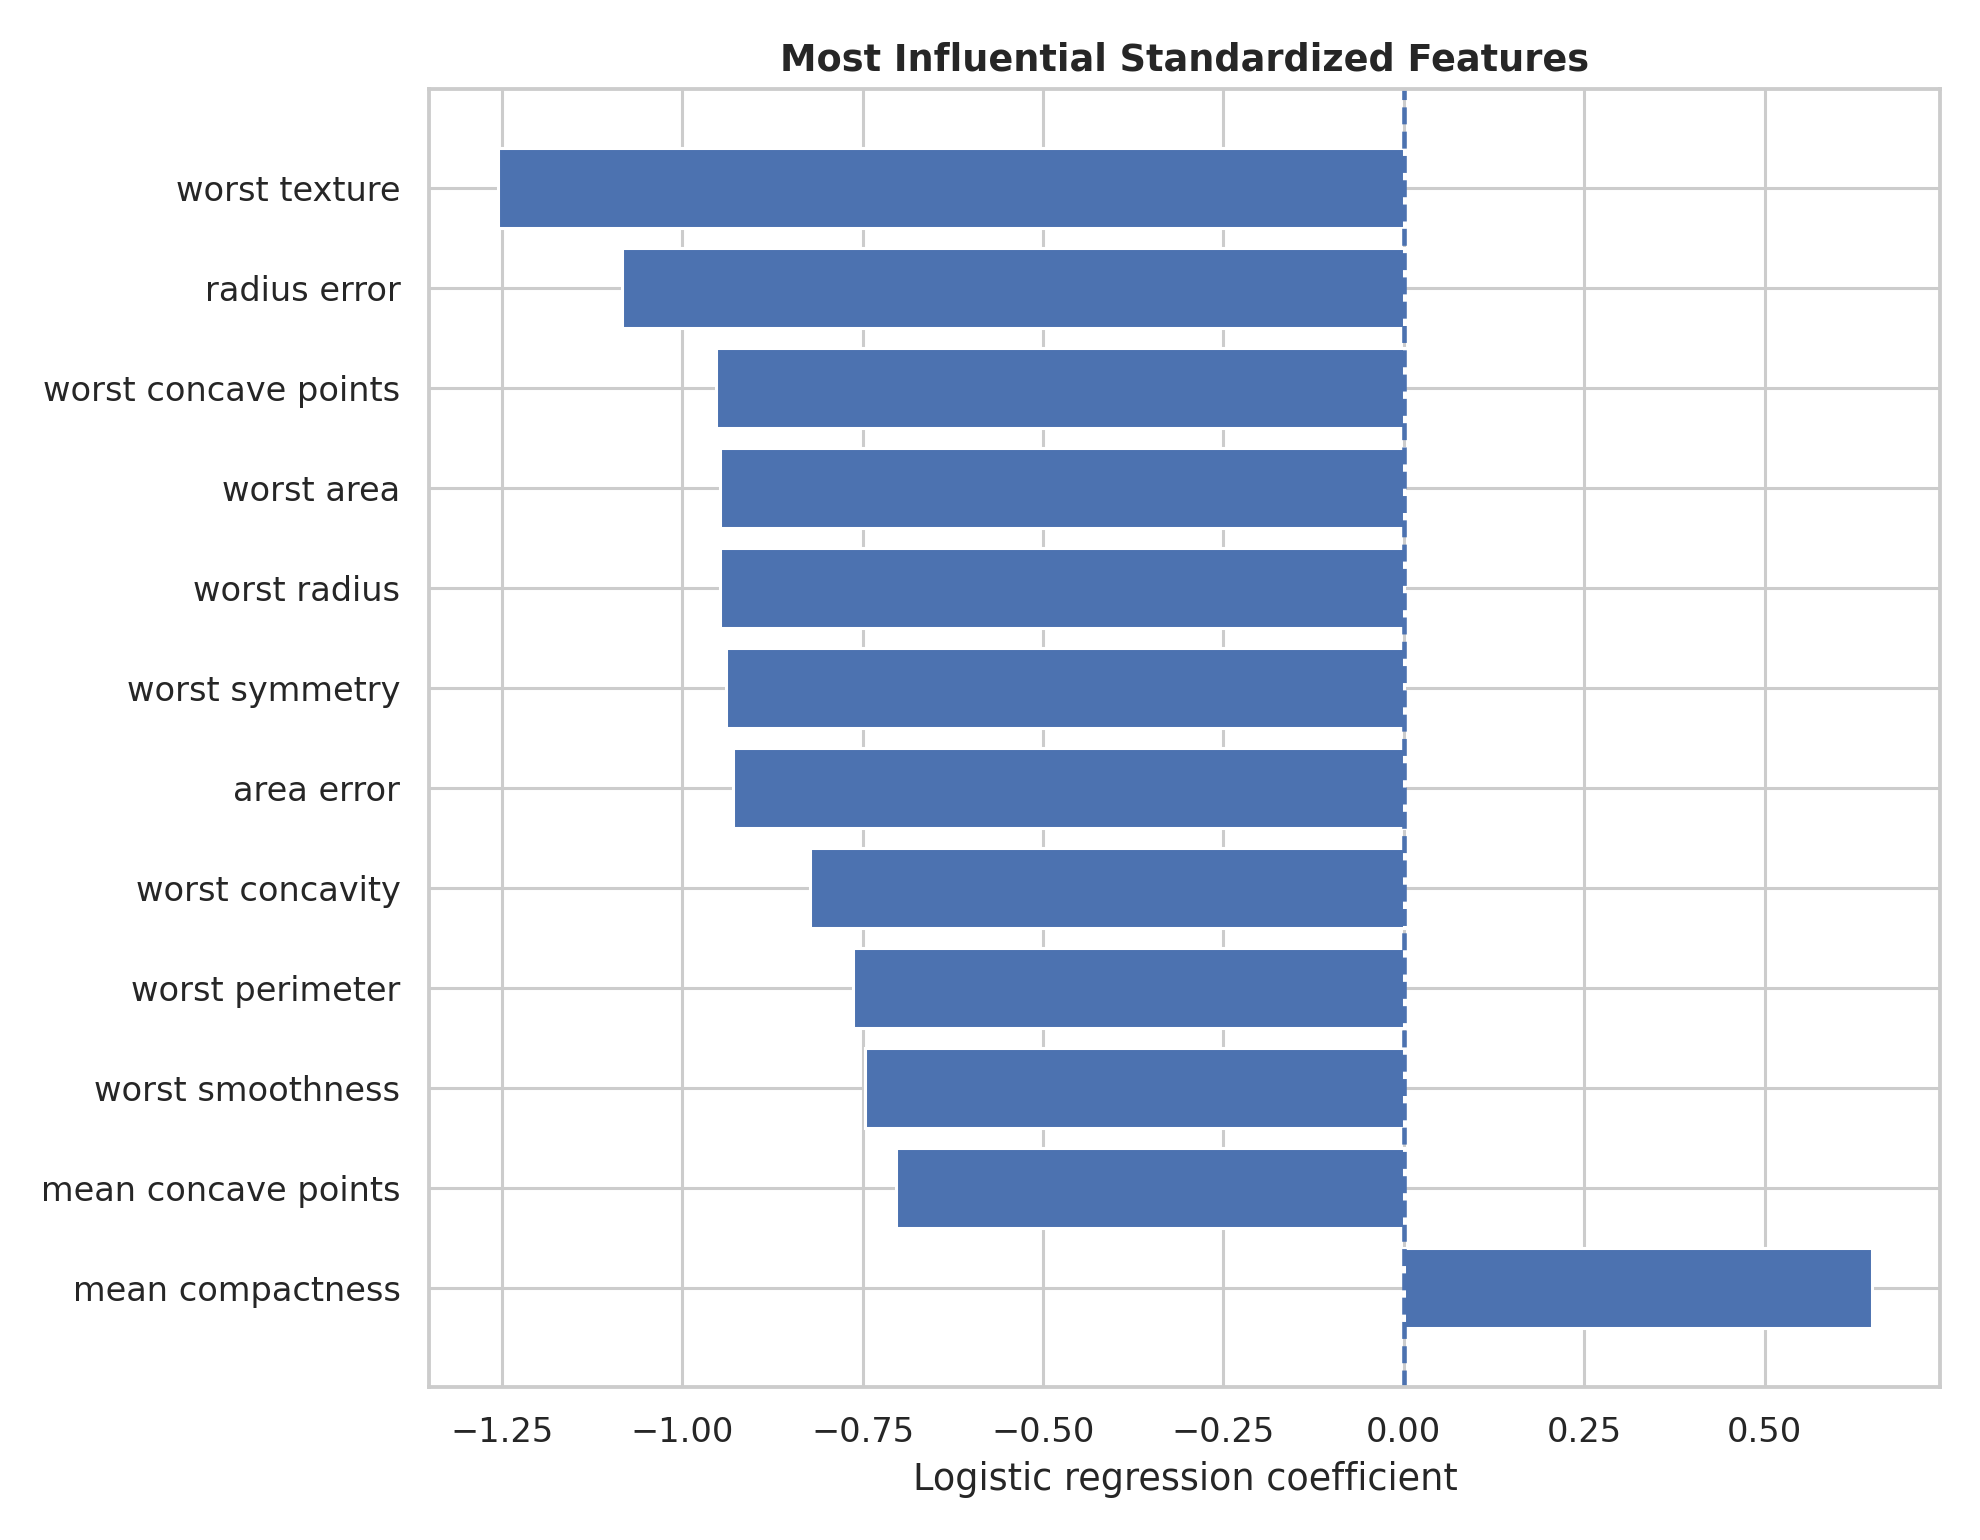 Most Influential Standardized Features
worst texture
radius error
worst concave points
worst area
worst radius
worst symmetry
area error
worst concavity
worst perimeter
worst smoothness
mean concave points
mean compactness
−1.25 −1.00 −0.75 −0.50 −0.25 0.00 0.25 0.50
Logistic regression coefficient